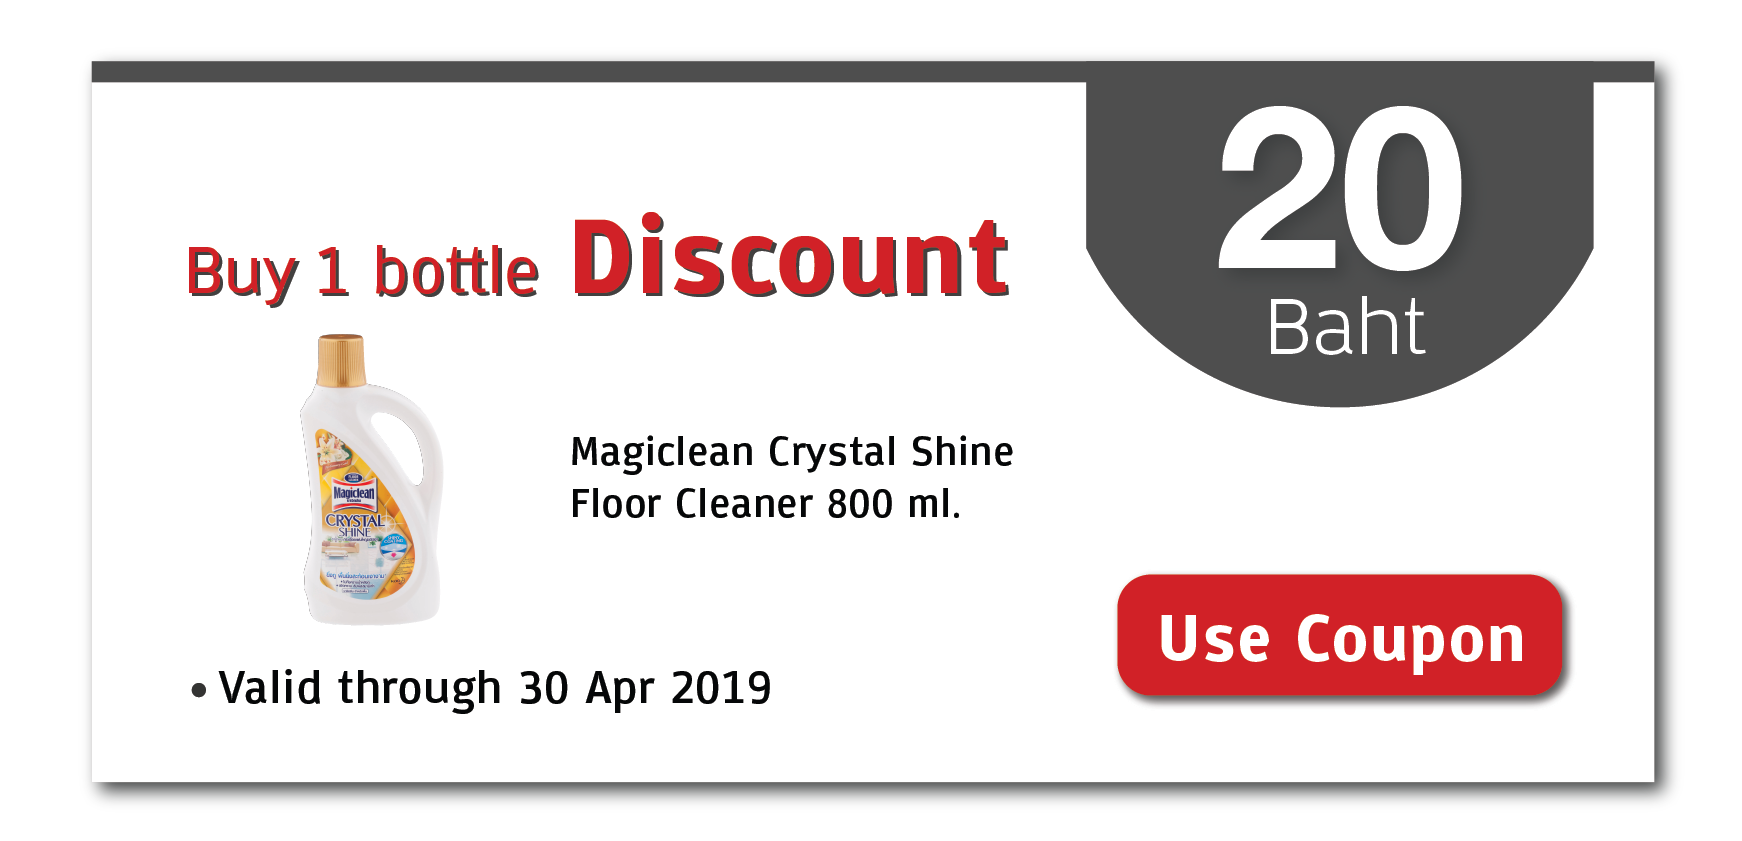 20
Baht
Buy 1 bottle Discount
Magiclean Crystal Shine
Floor Cleaner 800 ml.
Magiclean
CRYSTAL
SHINE
Use Coupon
• Valid through 30 Apr 2019